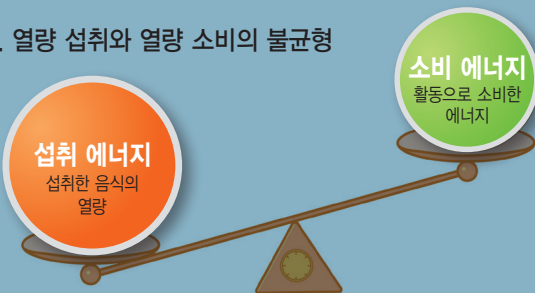 . 열량 섭취와 열량 소비의 불균형
소비 에너지
활동으로 소비한
에너지
섭취 에너지
섭취한 음식의
열량